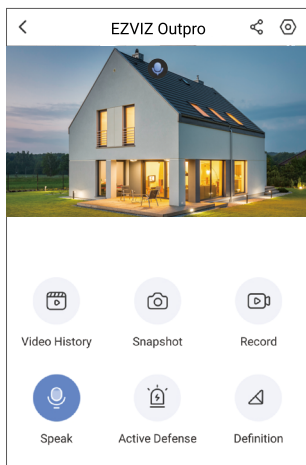 EZVIZ Outpro
Video History
Snapshot
Record
Speak
Active Defense
Definition